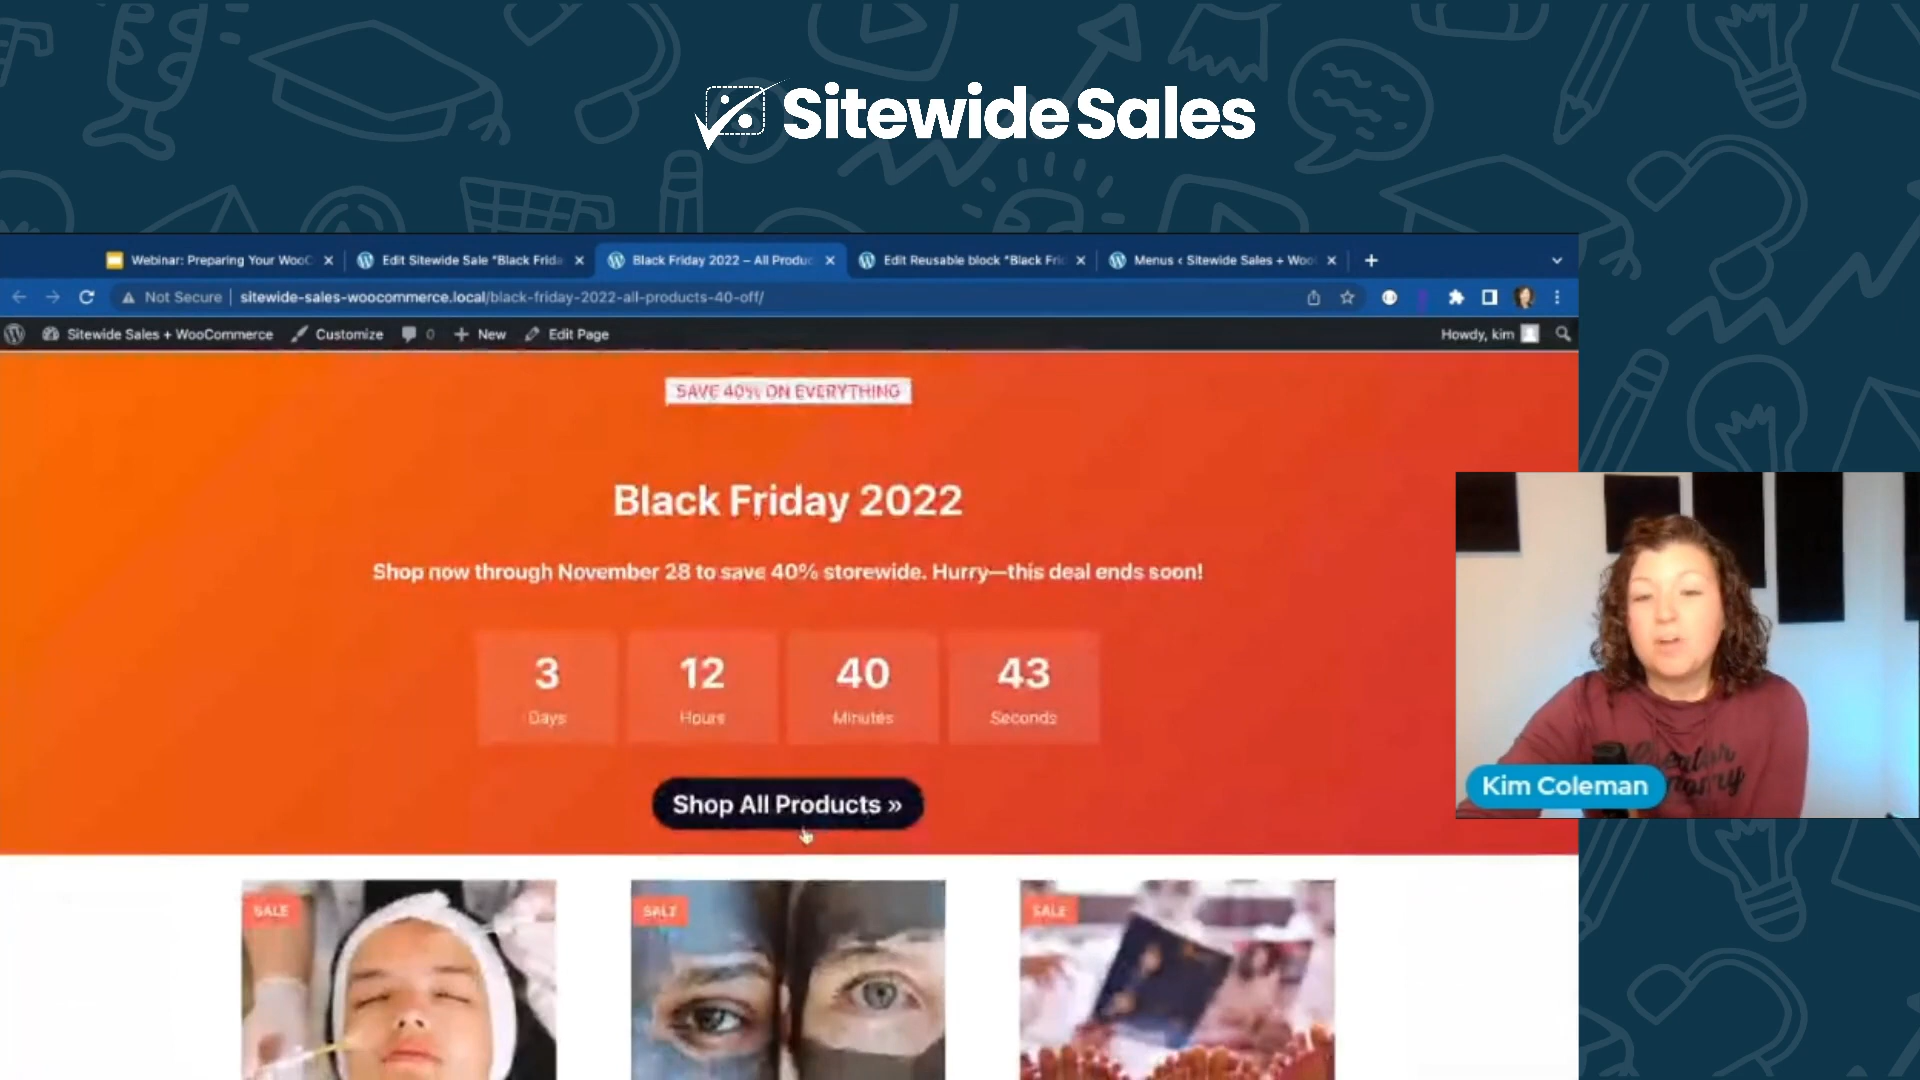 Sitewide Sales
Webinar: Preparing Your WooC
Edit Sitewide Sale "Black Frida
Black Friday 2022 – All Produc
Edit Reusable block "Black Fri
Menus ‹ Sitewide Sales + Woo
Not Secure
sitewide-sales-woocommerce.local/black-friday-2022-all-products-40-off/
Sitewide Sales + WooCommerce
Customize
0
New
Edit Page
Howdy, kim
SAVE 40% ON EVERYTHING
Black Friday 2022
Shop now through November 28 to save 40% storewide. Hurry—this deal ends soon!
3 12 40 43
Days Hours Minutes Seconds
Shop All Products »
Kim Coleman
SALE SALE SALE